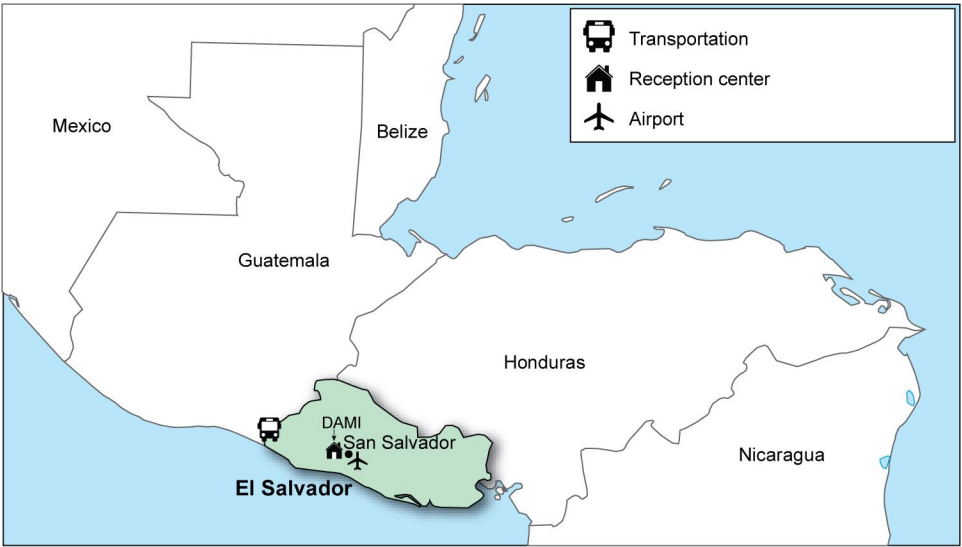 Transportation
Reception center
Airport
Mexico
Belize
Guatemala
Honduras
DAMI
San Salvador
El Salvador
Nicaragua